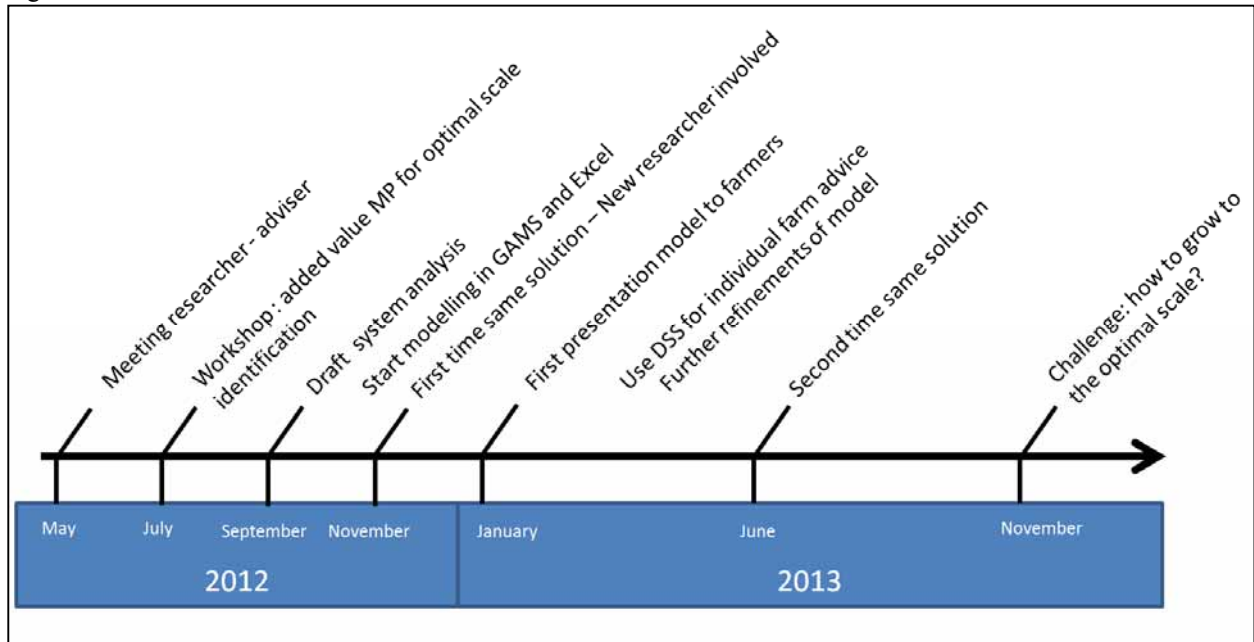 Meeting researcher - adviser
Workshop : added value MP for optimal scale
identification
Draft system analysis
Start modelling in GAMS and Excel
First time same solution – New researcher involved
First presentation model to farmers
Use DSS for individual farm advice
Further refinements of model
Second time same solution
Challenge: how to grow to
the optimal scale?
May
July
September
November
January
June
November
2012
2013